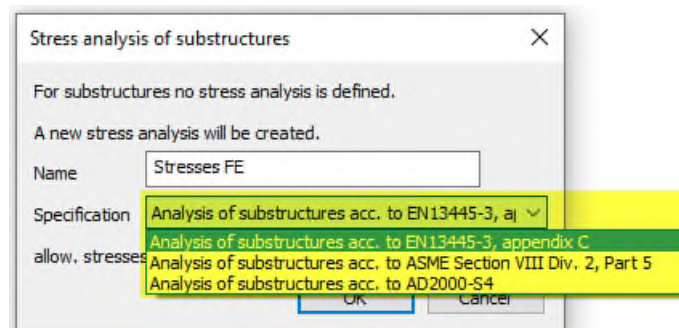 Stress analysis of substructures
For substructures no stress analysis is defined.
A new stress analysis will be created.
Name Stresses FE
Specification Analysis of substructures acc. to EN13445-3, a
Analysis of substructures acc. to EN13445-3, appendix C
allow. stresses
Analysis of substructures acc. to ASME Section VIII Div. 2, Part 5
Analysis of substructures acc. to AD2000-S4
OK Cancel